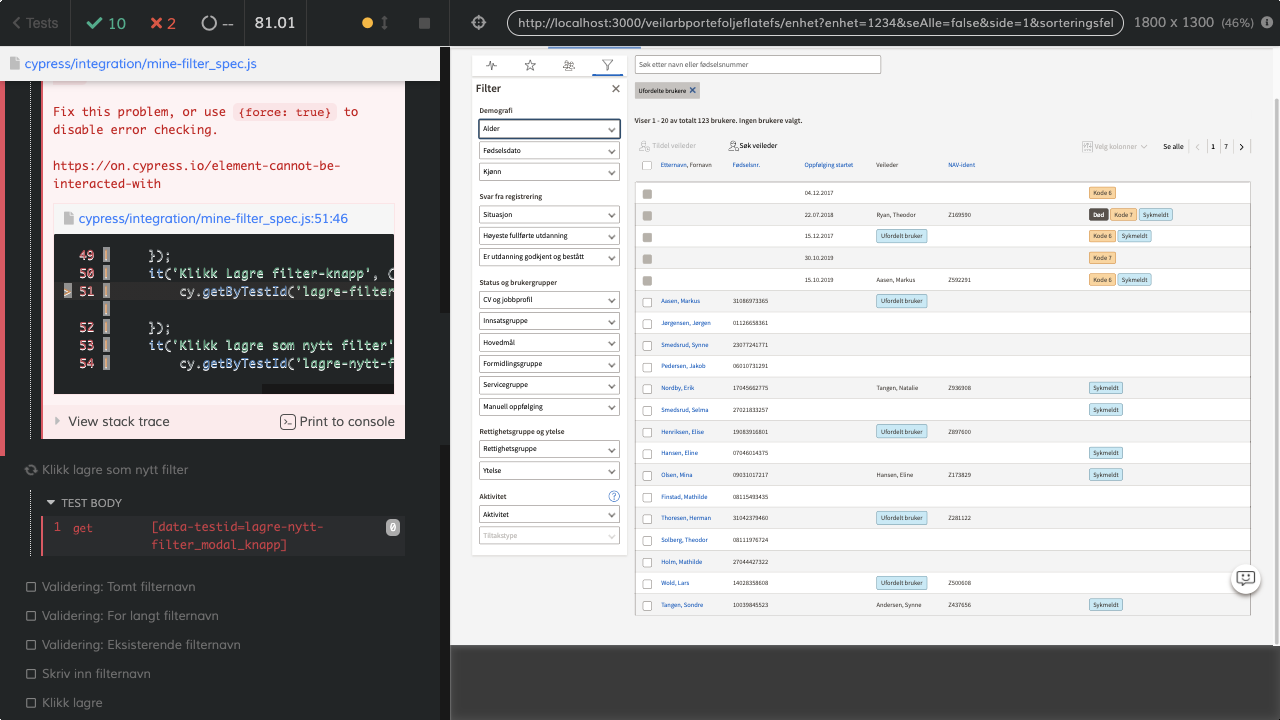 Tests
10
2
--
81.01
http://localhost:3000/veilarbportefoljeflatefs/enhet?enhet=1234&seAlle=false&side=1&sorteringsfel
1800 x 1300 (46%)
cypress/integration/mine-filter_spec.js
Fix this problem, or use {force: true} to
disable error checking.
https://on.cypress.io/element-cannot-be-
interacted-with
cypress/integration/mine-filter_spec.js:51:46
49 | });
50 | it('Klikk Lagre filter-knapp', (
> 51 | cy.getByTestId('lagre-filter
|
52 | });
53 | it('Klikk lagre som nytt filter'
54 | cy.getByTestId('lagre-nytt-f
View stack trace
Print to console
Klikk lagre som nytt filter
TEST BODY
1 get [data-testid=lagre-nytt-
filter_modal_knapp] 0
Validering: Tomt filternavn
Validering: For langt filternavn
Validering: Eksisterende filternavn
Skriv inn filternavn
Klikk lagre
Filter
Demografi
Alder
Fødselsdato
Kjønn
Svar fra registrering
Situasjon
Høyeste fullførte utdanning
Er utdanning godkjent og bestått
Status og brukergrupper
CV og jobbprofil
Innsatsgruppe
Hovedmål
Formidlingsgruppe
Servicegruppe
Manuell oppfølging
Rettighetsgruppe og ytelse
Rettighetsgruppe
Ytelse
Aktivitet ?
Aktivitet
Tiltakstype
Søk etter navn eller fødselsnummer
Ufordelte brukere
Viser 1 - 20 av totalt 123 brukere. Ingen brukere valgt.
Tildel veileder
Søk veileder
Velg kolonner
Se alle
1
7
Etternavn, Fornavn Fødselsnr. Oppfølging startet Veileder NAV-ident
04.12.2017 Kode 6
22.07.2018 Ryan, Theodor Z169590 Død Kode 7 Sykmeldt
15.12.2017 Ufordelt bruker Kode 6 Sykmeldt
30.10.2019 Kode 7
15.10.2019 Aasen, Markus Z592291 Kode 6 Sykmeldt
Aasen, Markus 31086973365 Ufordelt bruker
Jørgensen, Jørgen 01126658361
Smedsrud, Synne 23077241771
Pedersen, Jakob 06010731291
Nordby, Erik 17045662775 Tangen, Natalie Z936908 Sykmeldt
Smedsrud, Selma 27021833257 Sykmeldt
Henriksen, Elise 19083916801 Ufordelt bruker Z897600
Hansen, Eline 07046014375 Sykmeldt
Olsen, Mina 09031017217 Hansen, Eline Z173829 Sykmeldt
Finstad, Mathilde 08115493435
Thoresen, Herman 31042379460 Ufordelt bruker Z281122
Solberg, Theodor 08111976724
Holm, Mathilde 27044427322
Wold, Lars 14028358608 Ufordelt bruker Z500608
Tangen, Sondre 10039845523 Andersen, Synne Z437656 Sykmeldt